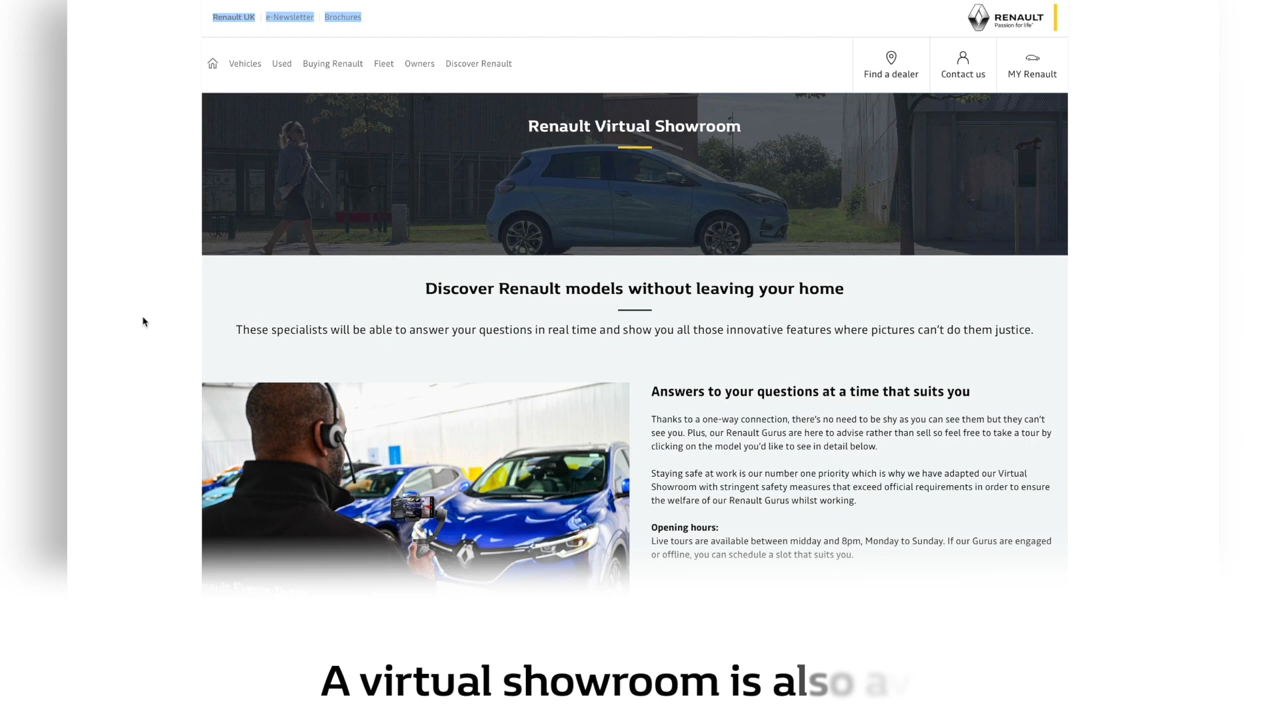 Renault UK e-Newsletter Brochures
RENAULT
Passion for life
Vehicles Used Buying Renault Fleet Owners Discover Renault
Find a dealer Contact us MY Renault
Renault Virtual Showroom
Discover Renault models without leaving your home
These specialists will be able to answer your questions in real time and show you all those innovative features where pictures can't do them justice.
Answers to your questions at a time that suits you
Thanks to a one-way connection, there's no need to be shy as you can see them but they can't
see you. Plus, our Renault Gurus are here to advise rather than sell so feel free to take a tour by
clicking on the model you'd like to see in detail below.
Staying safe at work is our number one priority which is why we have adapted our Virtual
Showroom with stringent safety measures that exceed official requirements in order to ensure
the welfare of our Renault Gurus whilst working.
Opening hours:
Live tours are available between midday and 8pm, Monday to Sunday. If our Gurus are engaged
or offline, you can schedule a slot that suits you.
A virtual showroom is also av